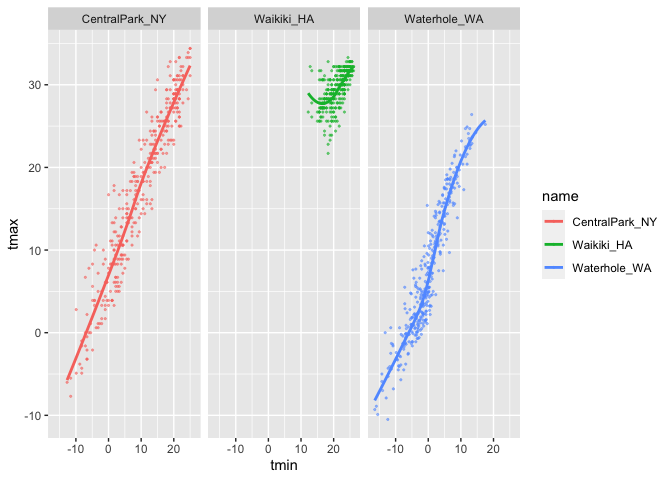 CentralPark_NY Waikiki_HA Waterhole_WA
30
20
10
0
-10
tmax
-10 0 10 20 -10 0 10 20 -10 0 10 20
tmin
name
CentralPark_NY
Waikiki_HA
Waterhole_WA